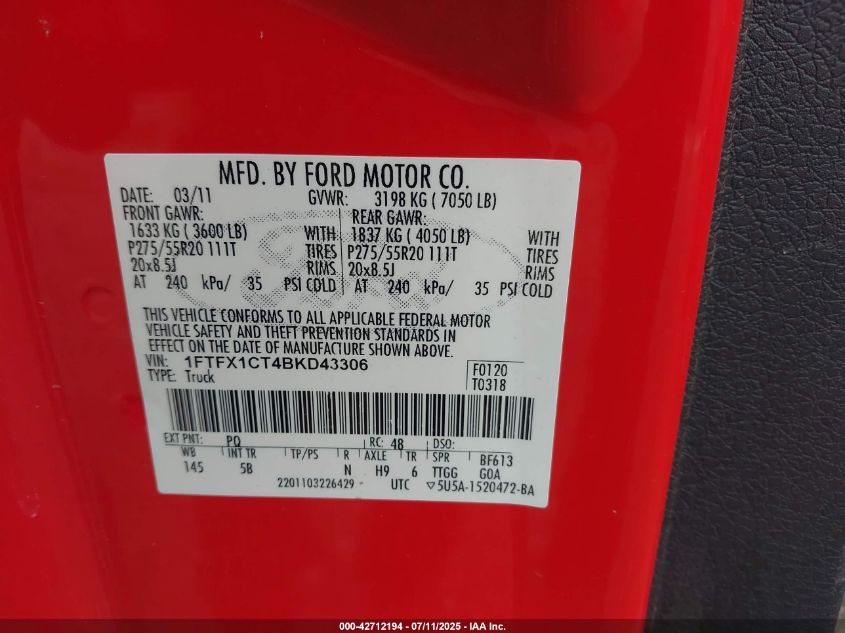 MFD. BY FORD MOTOR CO.
DATE: 03/11 GVWR: 3198 KG ( 7050 LB)
FRONT GAWR: REAR GAWR:
1633 KG ( 3600 LB) WITH 1837 KG ( 4050 LB) WITH
P275/55R20 111T TIRES P275/55R20 111T TIRES
20x8.5J RIMS 20x8.5J RIMS
AT 240 kPa/ 35 PSI COLD AT 240 kPa/ 35 PSI COLD
THIS VEHICLE CONFORMS TO ALL APPLICABLE FEDERAL MOTOR
VEHICLE SAFETY AND THEFT PREVENTION STANDARDS IN
EFFECT ON THE DATE OF MANUFACTURE SHOWN ABOVE.
VIN: 1FTFX1CT4BKD43306 F0120
TYPE: Truck T0318
EXT PNT: PQ RC: 48 DSO:
WB INT TR TP/PS R AXLE TR SPR BF613
145 5B N H9 6 TTGG GOA
2201103226429 UTC ▽5U5A-1520472-BA
000-42712194 - 07/11/2025 - IAA Inc.